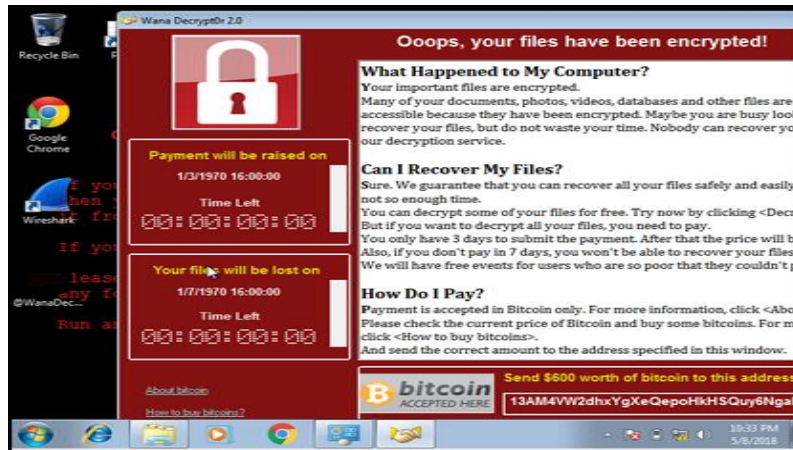 Wana Decrypt0r 2.0
Recycle Bin
Google
Chrome
Wireshark
@WanaDec...
Ooops, your files have been encrypted!
Payment will be raised on
1/3/1970 16:00:00
Time Left
00:00:00:00
Your files will be lost on
1/7/1970 16:00:00
Time Left
00:00:00:00
About bitcoin
How to buy bitcoins?
What Happened to My Computer?
Your important files are encrypted.
Many of your documents, photos, videos, databases and other files are
accessible because they have been encrypted. Maybe you are busy
recover your files, but do not waste your time. Nobody can recover
our decryption service.
Can I Recover My Files?
Sure. We guarantee that you can recover all your files safely and easily
not so enough time.
You can decrypt some of your files for free. Try now by clicking
But if you want to decrypt all your files, you need to pay.
You only have 3 days to submit the payment. After that the price will
Also, if you don't pay in 7 days, you won't be able to recover your files
We will have free events for users who are so poor that they couldn't
How Do I Pay?
Payment is accepted in Bitcoin only. For more information, click
Please check the current price of Bitcoin and buy some bitcoins. For
click <How to buy bitcoins>.
And send the correct amount to the address specified in this window.
bitcoin
ACCEPTED HERE
Send $600 worth of bitcoin to this address
10:33 PM
5/8/2018